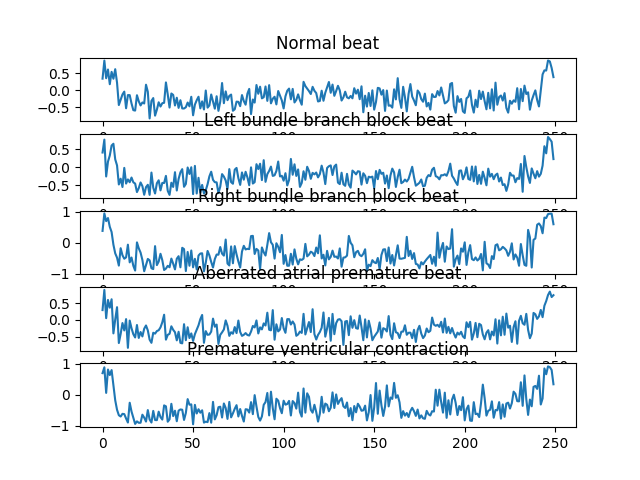 Normal beat
0.5
0.0
−0.5
Left bundle branch block beat
0.5
0.0
−0.5
Right bundle branch block beat
1
0
−1
Aberrated atrial premature beat
0.5
0.0
−0.5
Premature ventricular contraction
1
0
−1
0 50 100 150 200 250